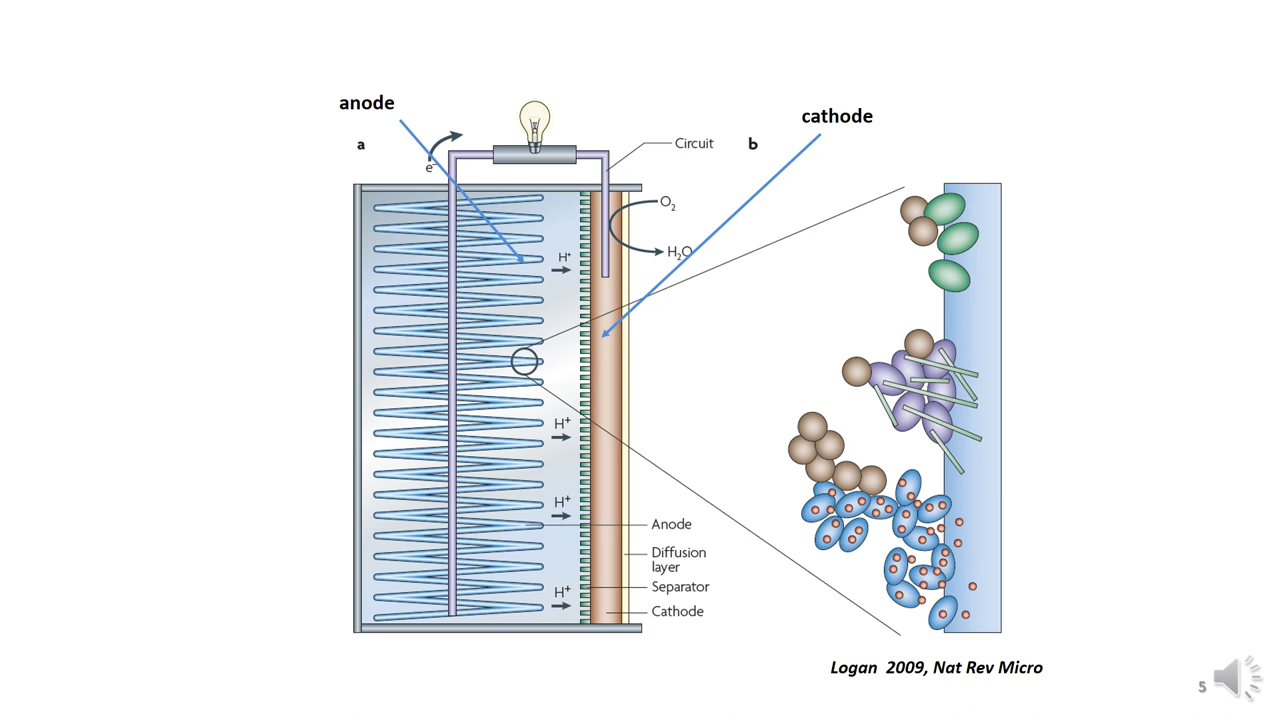 anode
cathode
a
b
e-
Circuit
O₂
H₂O
H⁺
H⁺
H⁺
H⁺
Anode
Diffusion
layer
Separator
Cathode
Logan 2009, Nat Rev Micro
5